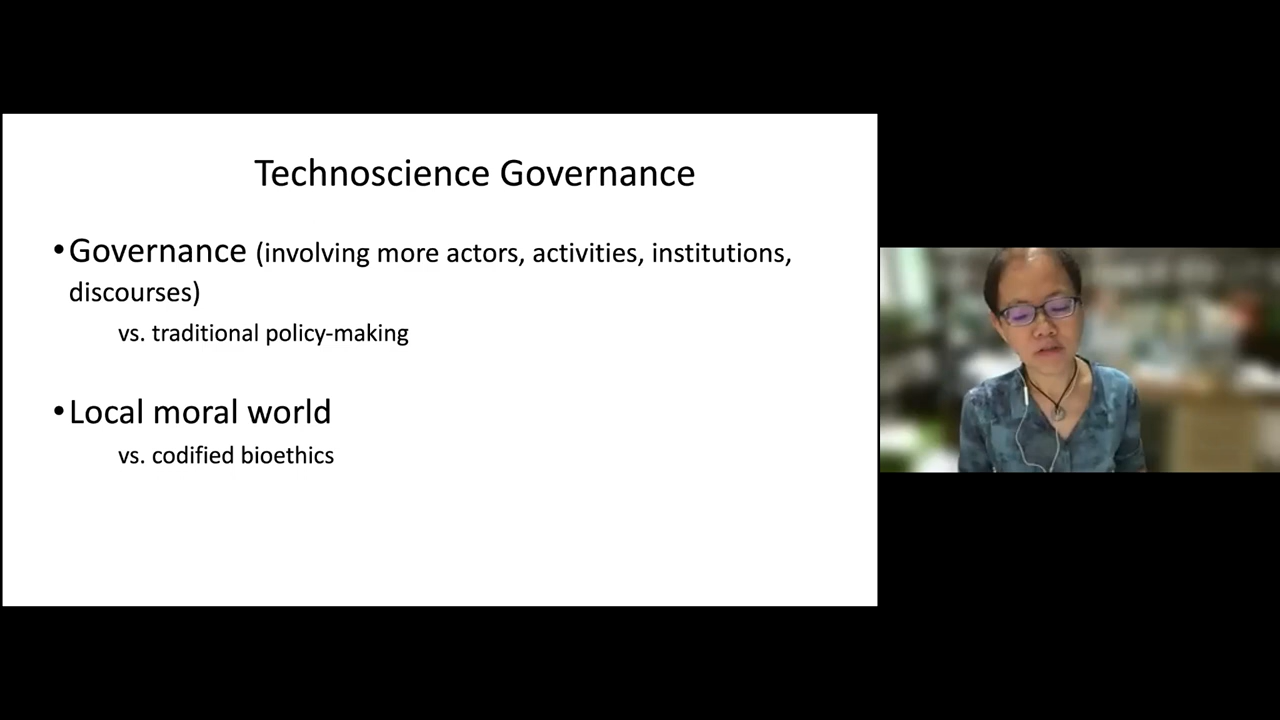 Technoscience Governance
•Governance (involving more actors, activities, institutions,
discourses)
vs. traditional policy-making
•Local moral world
vs. codified bioethics